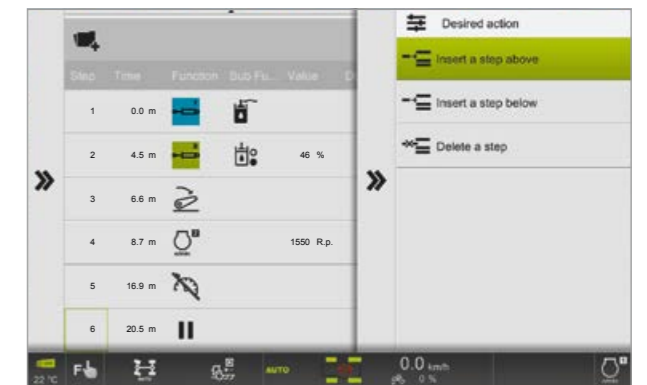 Desired action
Step Time Function Sub Fu... Value D
Insert a step above
1 0.0 m
Insert a step below
2 4.5 m 46 %
Delete a step
3 6.6 m
4 8.7 m 1550 R.p.
5 16.9 m
6 20.5 m
22 °C F AUTO AUTO 0.0 km/h
0 %